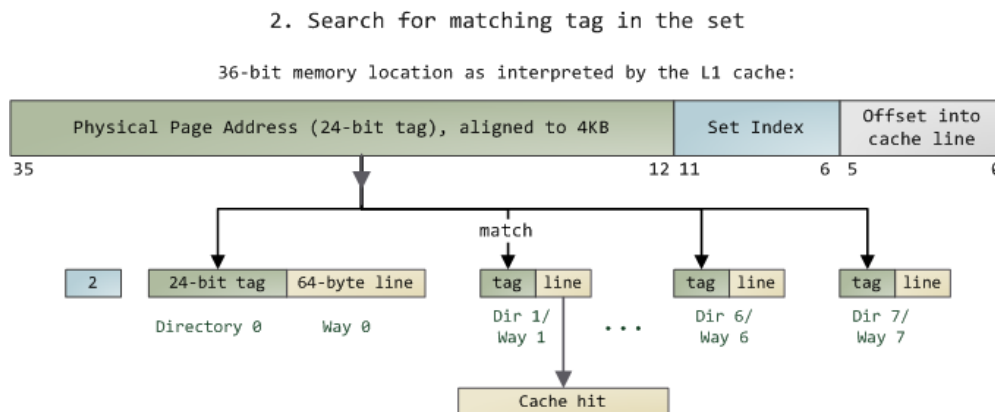 2. Search for matching tag in the set
36-bit memory location as interpreted by the L1 cache:
Physical Page Address (24-bit tag), aligned to 4KB
Set Index
Offset into
cache line
35
12
11
6
5
0
match
2
24-bit tag
64-byte line
tag
line
tag
line
tag
line
Directory 0
Way 0
Dir 1/
Way 1
...
Dir 6/
Way 6
Dir 7/
Way 7
Cache hit